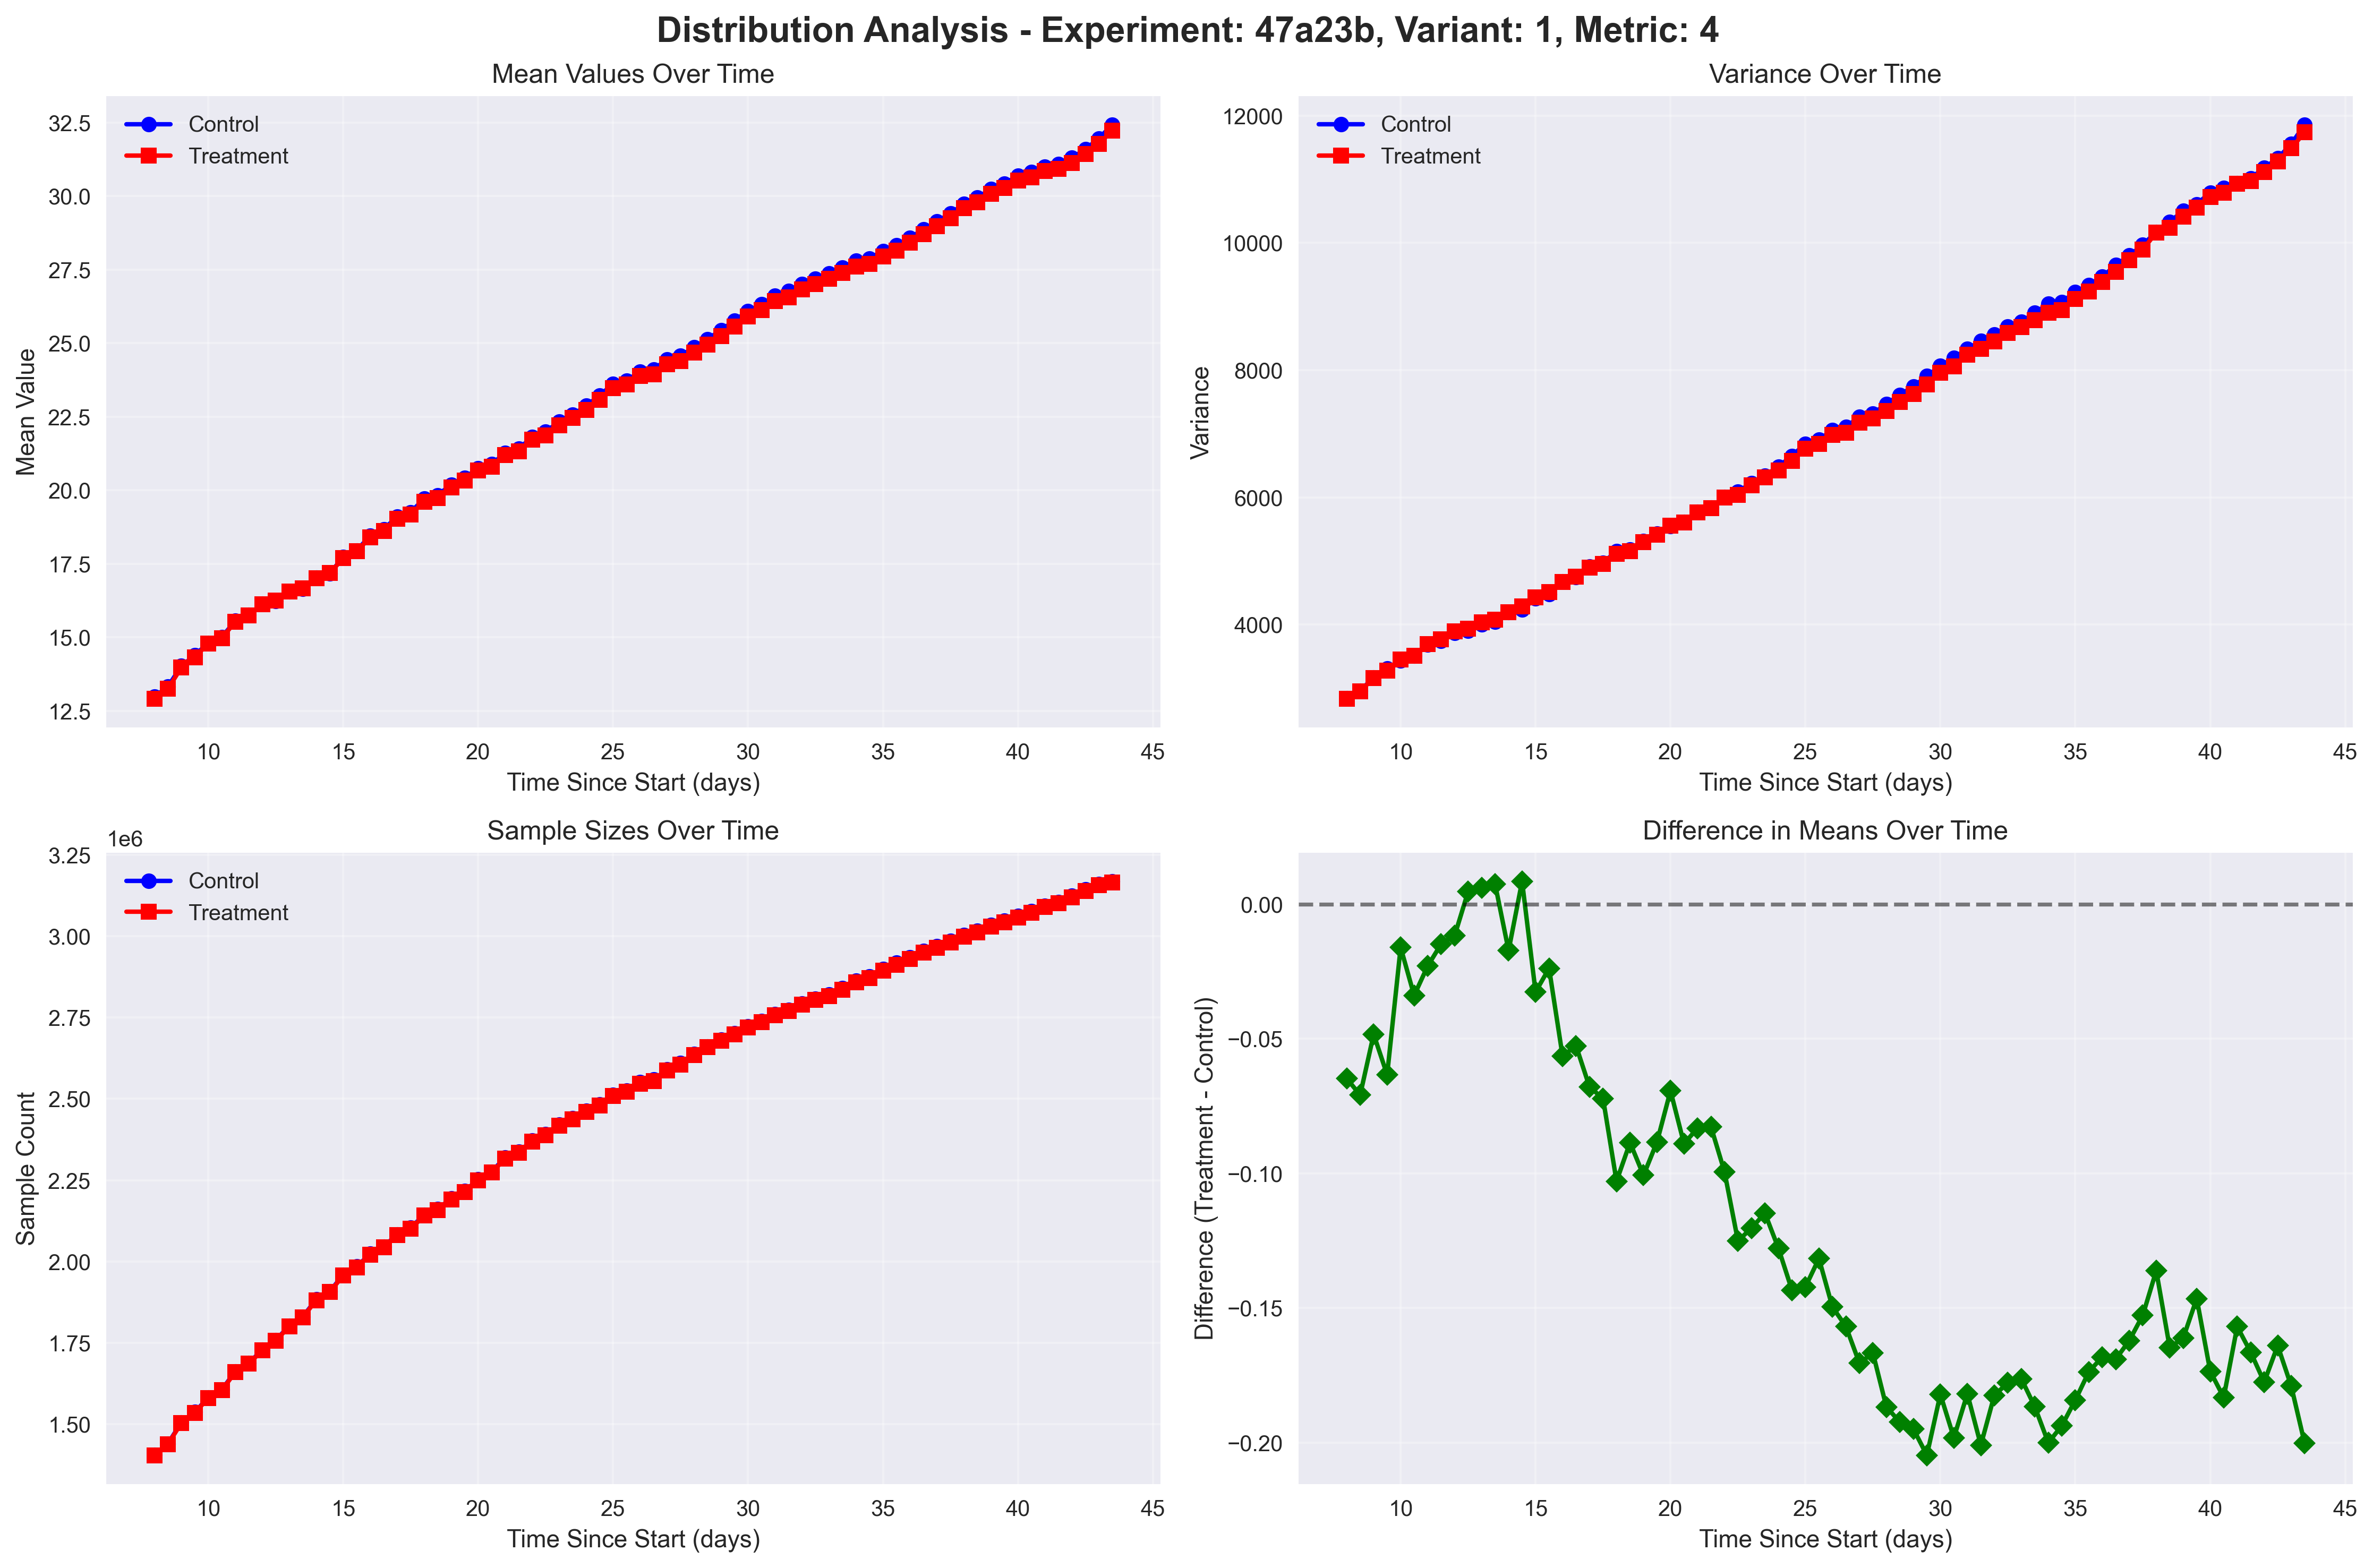 Distribution Analysis - Experiment: 47a23b, Variant: 1, Metric: 4
Mean Values Over Time
Control
Treatment
32.5
30.0
27.5
25.0
22.5
20.0
17.5
15.0
12.5
Mean Value
10 15 20 25 30 35 40 45
Time Since Start (days)
Variance Over Time
Control
Treatment
12000
10000
8000
6000
4000
Variance
10 15 20 25 30 35 40 45
Time Since Start (days)
Sample Sizes Over Time
1e6
Control
Treatment
3.25
3.00
2.75
2.50
2.25
2.00
1.75
1.50
Sample Count
10 15 20 25 30 35 40 45
Time Since Start (days)
Difference in Means Over Time
0.00
−0.05
−0.10
−0.15
−0.20
Difference (Treatment - Control)
10 15 20 25 30 35 40 45
Time Since Start (days)